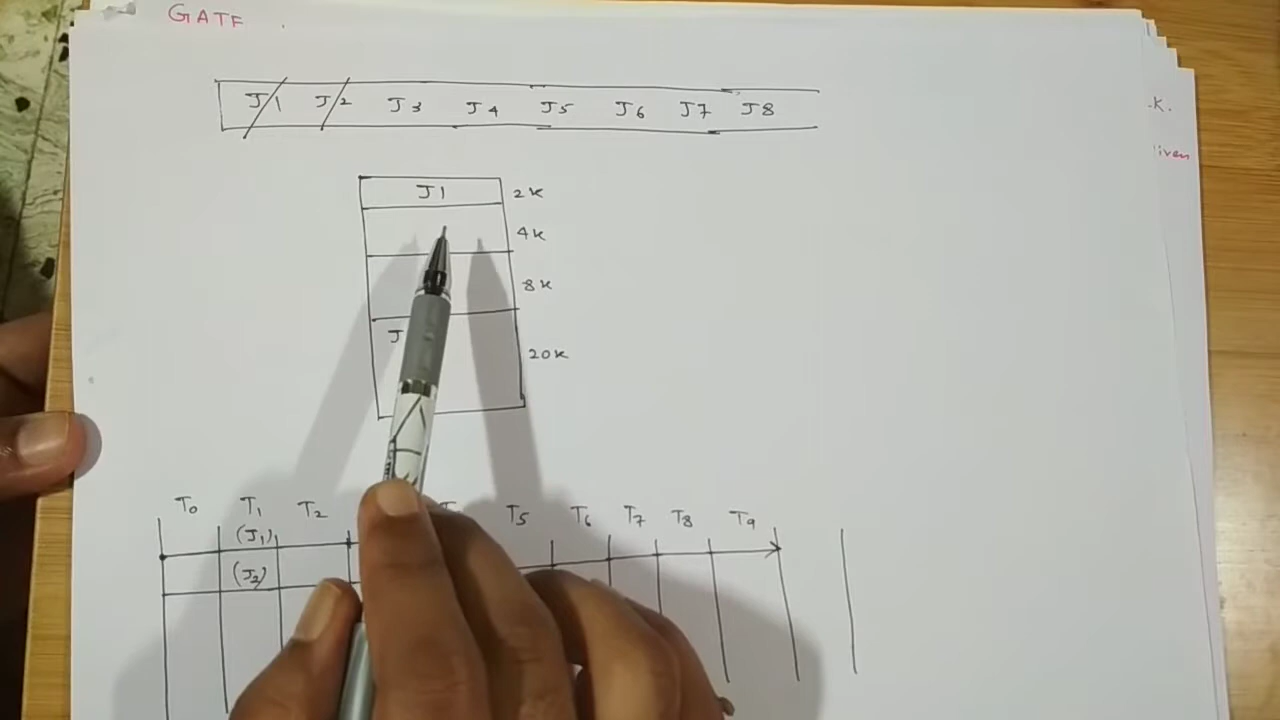 GATE
J1 J2 J3 J4 J5 J6 J7 J8
K.
iven
J1 2K
4K
8K
J
20K
T0 T1 T2 T5 T6 T7 T8 T9
(J1)
(J2)